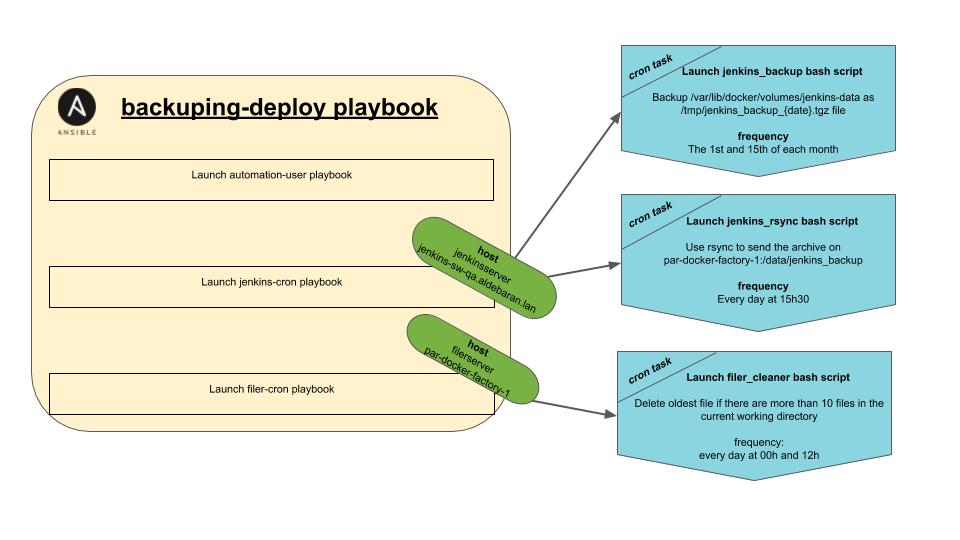 ANSIBLE
backuping-deploy playbook
Launch automation-user playbook
Launch jenkins-cron playbook
Launch filer-cron playbook
host
jenkinsserver
jenkins-sw-qa.aldebaran.lan
host
filerserver
par-docker-factory-1
cron task
Launch jenkins_backup bash script
Backup /var/lib/docker/volumes/jenkins-data as
/tmp/jenkins_backup_{date}.tgz file
frequency
The 1st and 15th of each month
cron task
Launch jenkins_rsync bash script
Use rsync to send the archive on
par-docker-factory-1:/data/jenkins_backup
frequency
Every day at 15h30
cron task
Launch filer_cleaner bash script
Delete oldest file if there are more than 10 files in the
current working directory
frequency:
every day at 00h and 12h